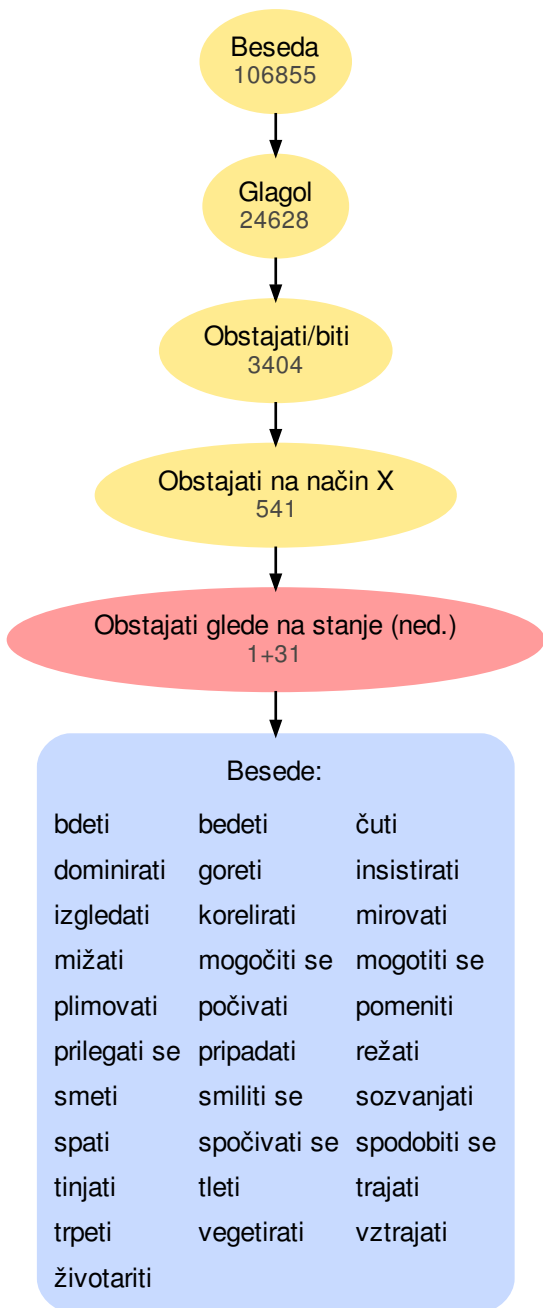 Beseda
106855
Glagol
24628
Obstajati/biti
3404
Obstajati na način X
541
Obstajati glede na stanje (ned.)
1+31
Besede:
bdeti bedeti čuti
dominirati goreti insistirati
izgledati korelirati mirovati
mižati mogočiti se mogotiti se
plimovati počivati pomeniti
prilegati se pripadati režati
smeti smiliti se sozvanjati
spati spočivati se spodobiti se
tinjati tleti trajati
trpeti vegetirati vztrajati
životariti